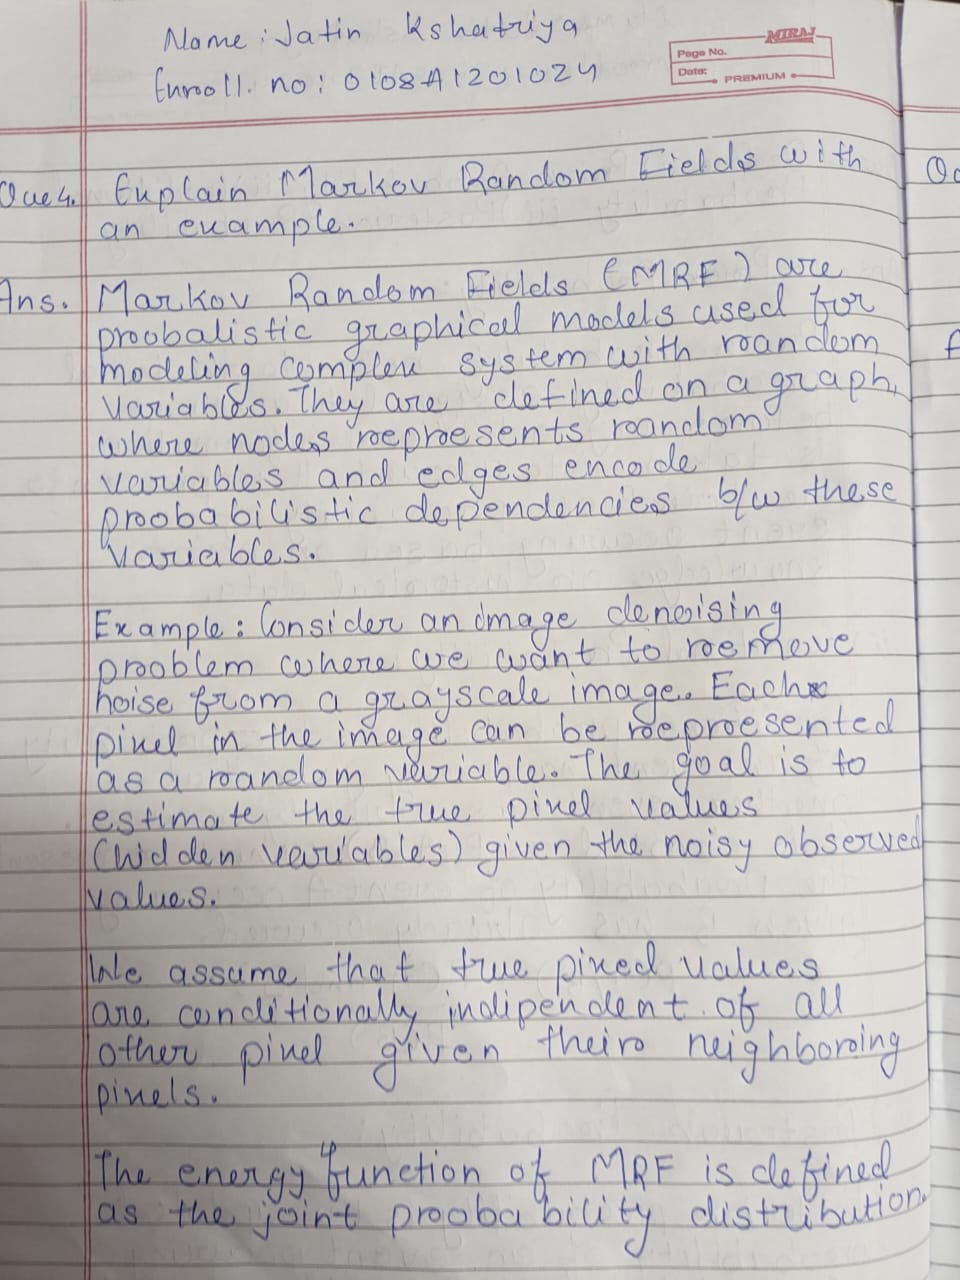 Name: Jatin Kshatriya
Enroll. no: 0108AI201024
MIRAJ
Page No.
Date:
PREMIUM
Que4. Explain Markov Random Fields with
an example.
Ans. Markov Random Fields (MRF) are
probalistic graphical models used for
modeling complex system with random
variables. They are defined on a graph,
where nodes represents random
variables and edges encode
probabilistic dependencies b/w these
variables.
Example: Consider an image denoising
problem where we want to remove
noise from a grayscale image. Each
pixel in the image can be represented
as a random variable. The goal is to
estimate the true pixel values
(hidden variables) given the noisy observed
values.
We assume that true pixed values
are conditionally indipendent of all
other pixel given their neighboring
pixels.
The energy function of MRF is defined
as the joint probability distribution.